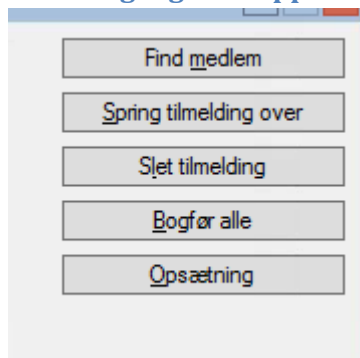 Find medlem
Spring tilmelding over
Slet tilmelding
Bogfør alle
Opsætning